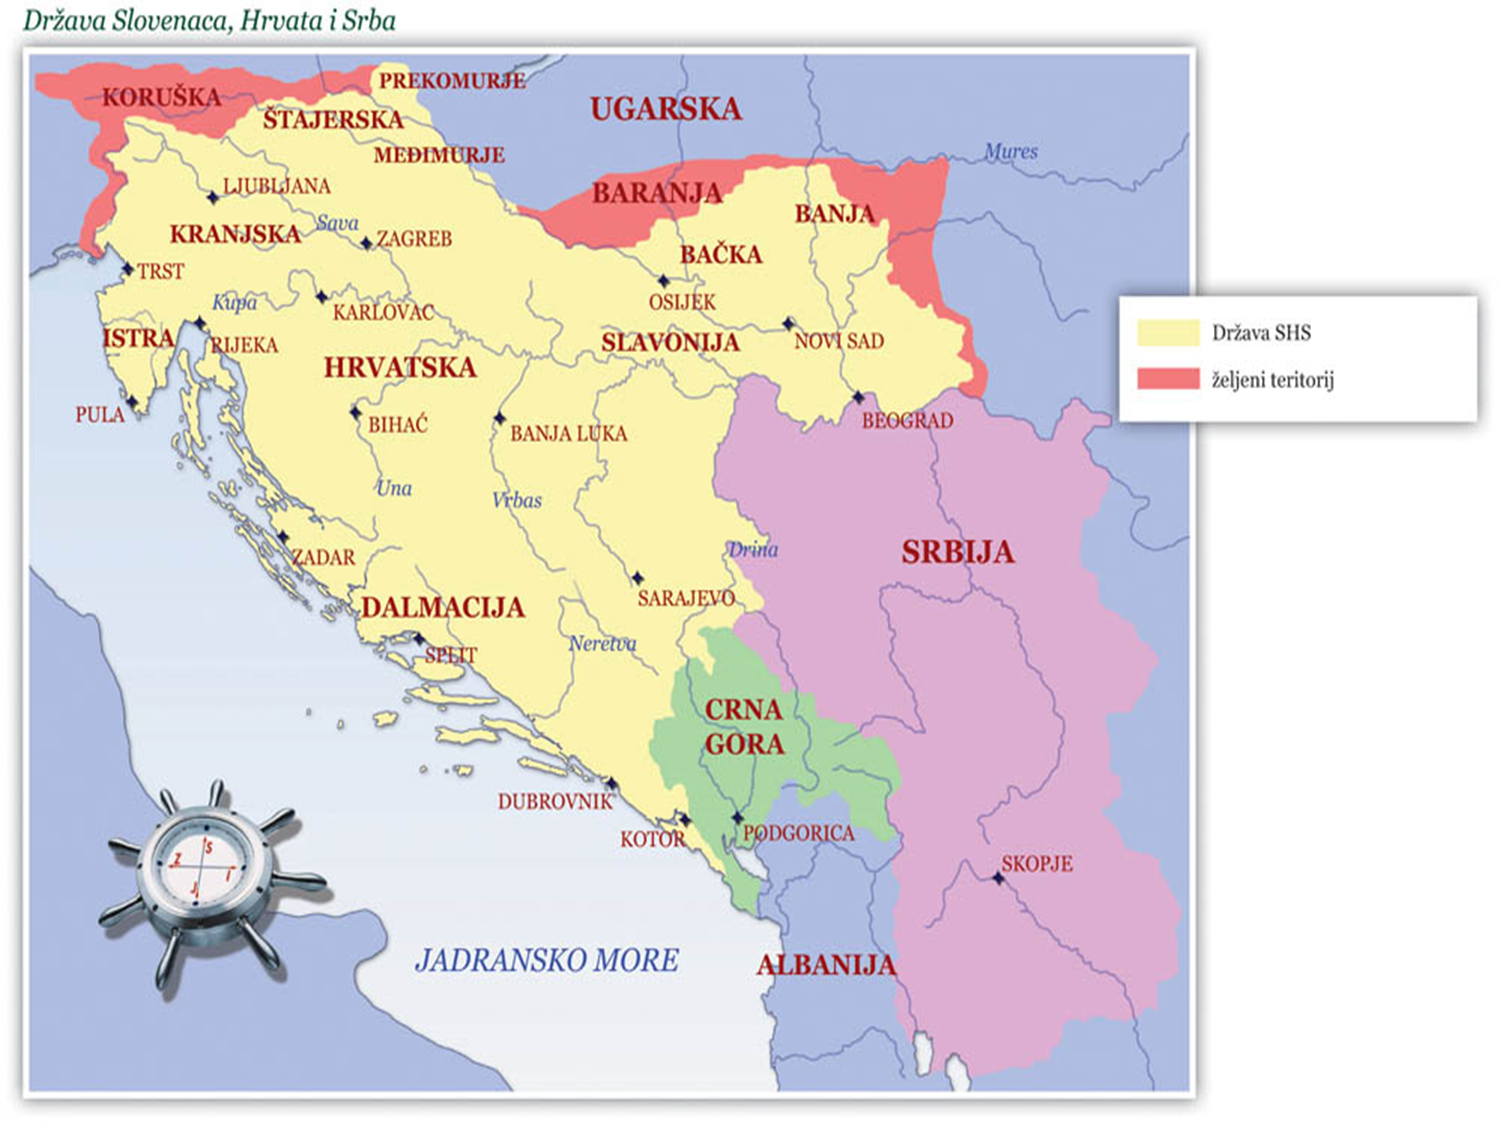 Država Slovenaca, Hrvata i Srba
PREKOMURJE
KORUŠKA
UGARSKA
ŠTAJERSKA
MEĐIMURJE
Mures
LJUBLJANA
BARANJA
BANJA
KRANJSKA
Sava
ZAGREB
BAČKA
TRST
OSIJEK
Kupa
KARLOVAC
ISTRA
RIJEKA
SLAVONIJA
NOVI SAD
Država SHS
HRVATSKA
željeni teritorij
PULA
BIHAĆ
BANJA LUKA
BEOGRAD
Una
Vrbas
ZADAR
Drina
SRBIJA
SARAJEVO
DALMACIJA
SPLIT
Neretva
CRNA
GORA
DUBROVNIK
KOTOR
PODGORICA
S
Z
I
J
SKOPJE
JADRANSKO MORE
ALBANIJA